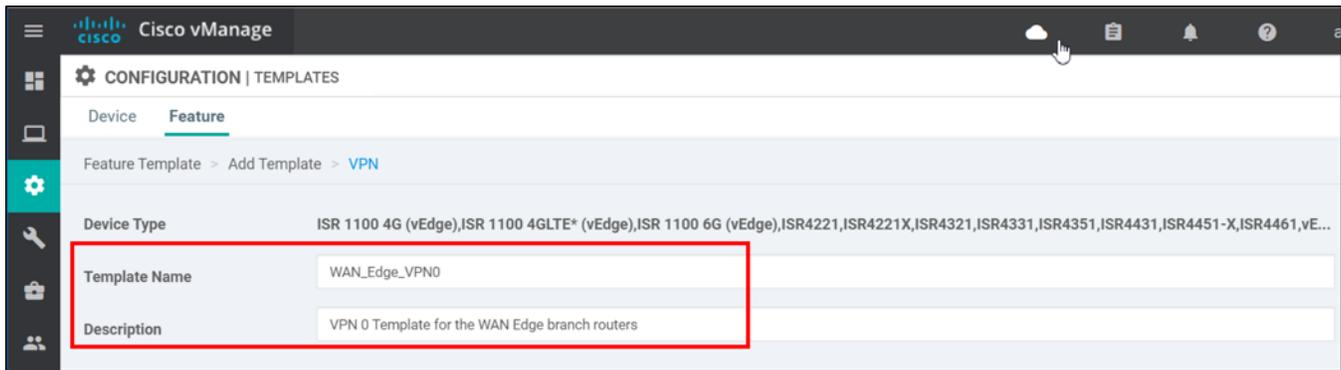 CISCO Cisco vManage a
CONFIGURATION | TEMPLATES
Device Feature
Feature Template > Add Template > VPN
Device Type ISR 1100 4G (vEdge),ISR 1100 4GLTE* (vEdge),ISR 1100 6G (vEdge),ISR4221,ISR4221X,ISR4321,ISR4331,ISR4351,ISR4431,ISR4451-X,ISR4461,vE...
Template Name WAN_Edge_VPN0
Description VPN 0 Template for the WAN Edge branch routers